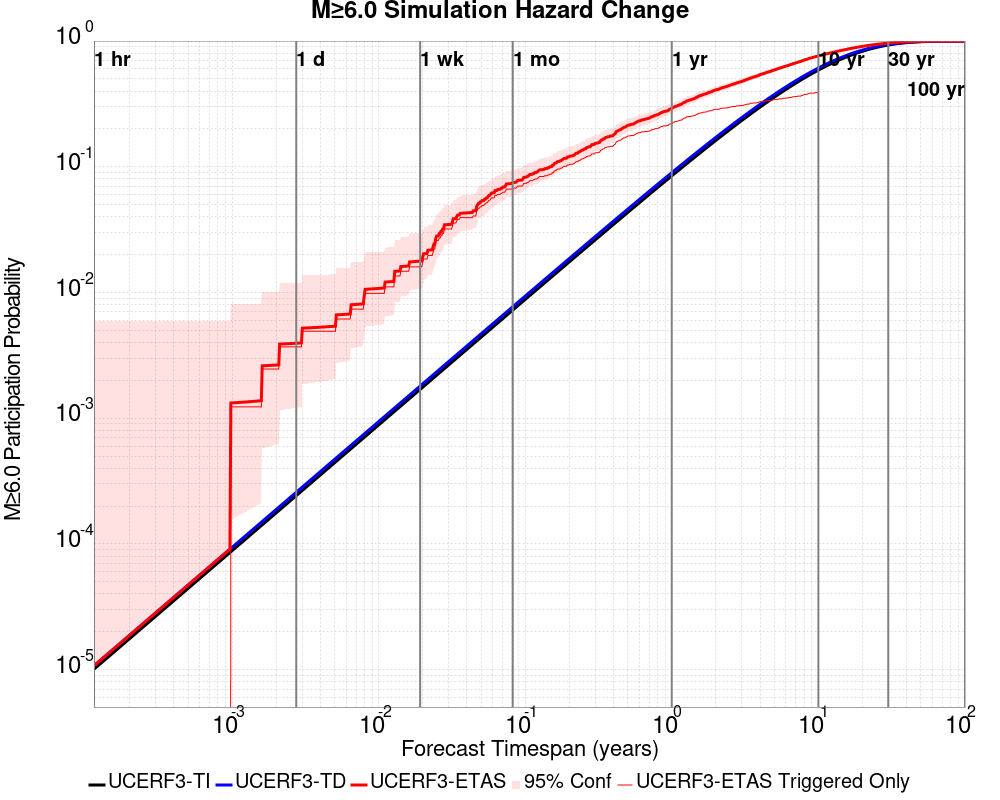 M≥6.0 Simulation Hazard Change
10^0
10^-1
10^-2
10^-3
10^-4
10^-5
M≥6.0 Participation Probability
1 hr
1 d
1 wk
1 mo
1 yr
10 yr
30 yr
100 yr
10^-3
10^-2
10^-1
10^0
10^1
10^2
Forecast Timespan (years)
UCERF3-TI UCERF3-TD UCERF3-ETAS 95% Conf UCERF3-ETAS Triggered Only